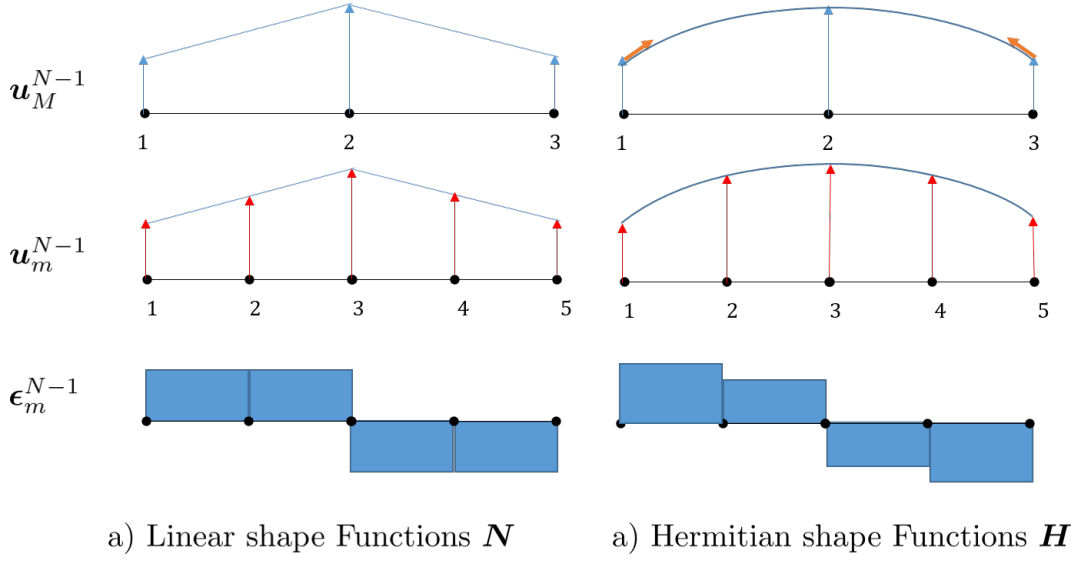 u_M^{N−1}
1 2 3 1 2 3
u_m^{N−1}
1 2 3 4 5 1 2 3 4 5
ϵ_m^{N−1}
a) Linear shape Functions N
a) Hermitian shape Functions H